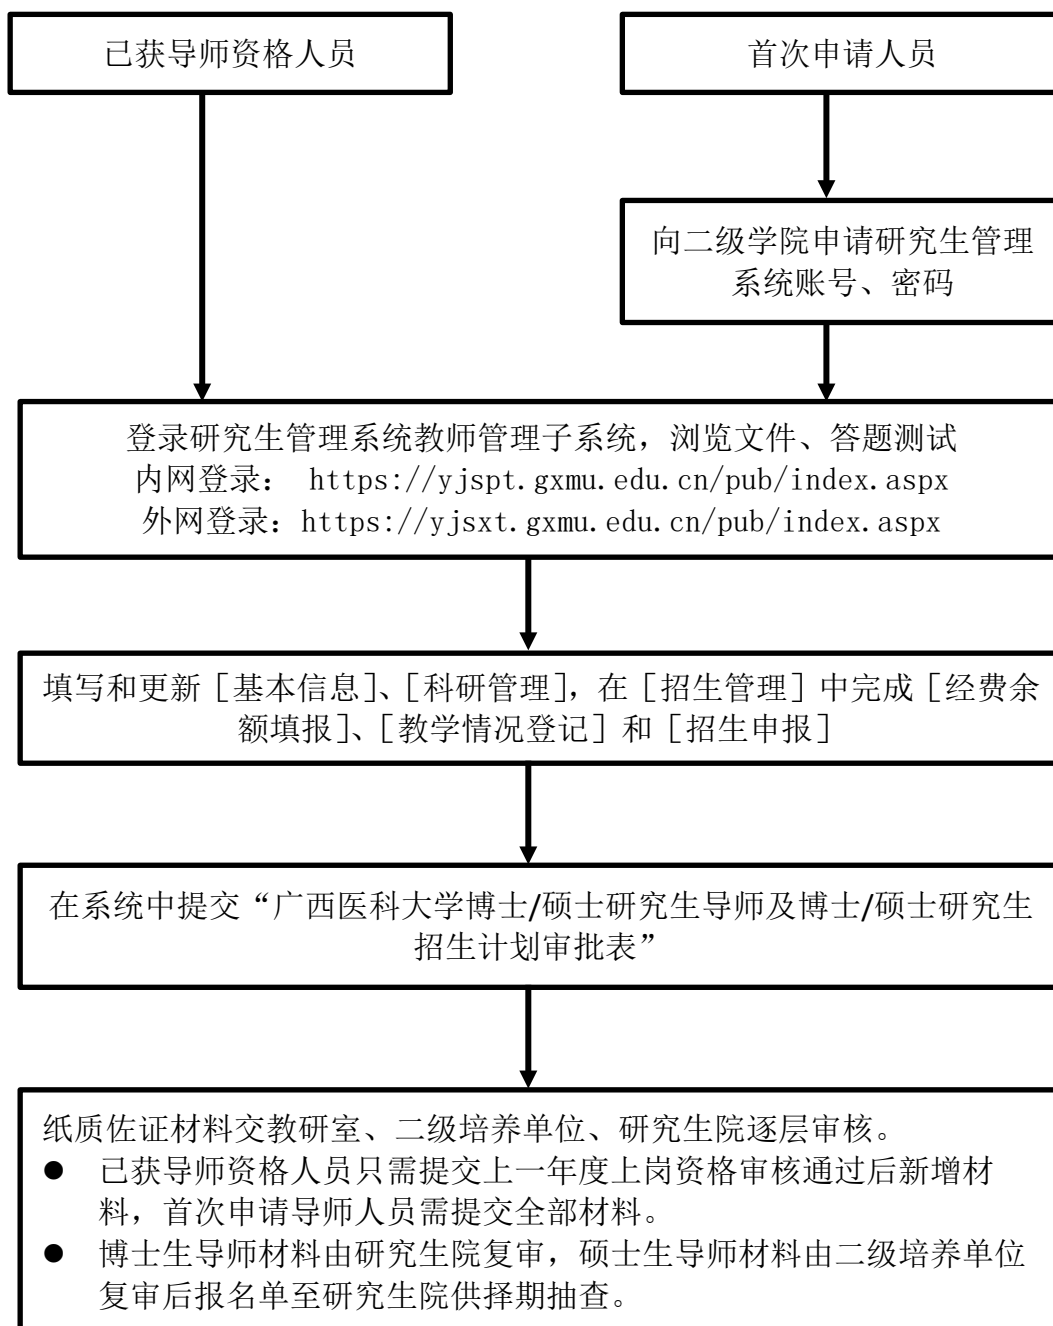 已获导师资格人员
首次申请人员
向二级学院申请研究生管理
系统账号、密码
登录研究生管理系统教师管理子系统，浏览文件、答题测试
内网登录： https://yjspt.gxmu.edu.cn/pub/index.aspx
外网登录：https://yjsxt.gxmu.edu.cn/pub/index.aspx
填写和更新［基本信息］、［科研管理］，在［招生管理］中完成［经费余
额填报］、［教学情况登记］和［招生申报］
在系统中提交“广西医科大学博士/硕士研究生导师及博士/硕士研究生
招生计划审批表”
纸质佐证材料交教研室、二级培养单位、研究生院逐层审核。
● 已获导师资格人员只需提交上一年度上岗资格审核通过后新增材
料，首次申请导师人员需提交全部材料。
● 博士生导师材料由研究生院复审，硕士生导师材料由二级培养单位
复审后报名单至研究生院供择期抽查。